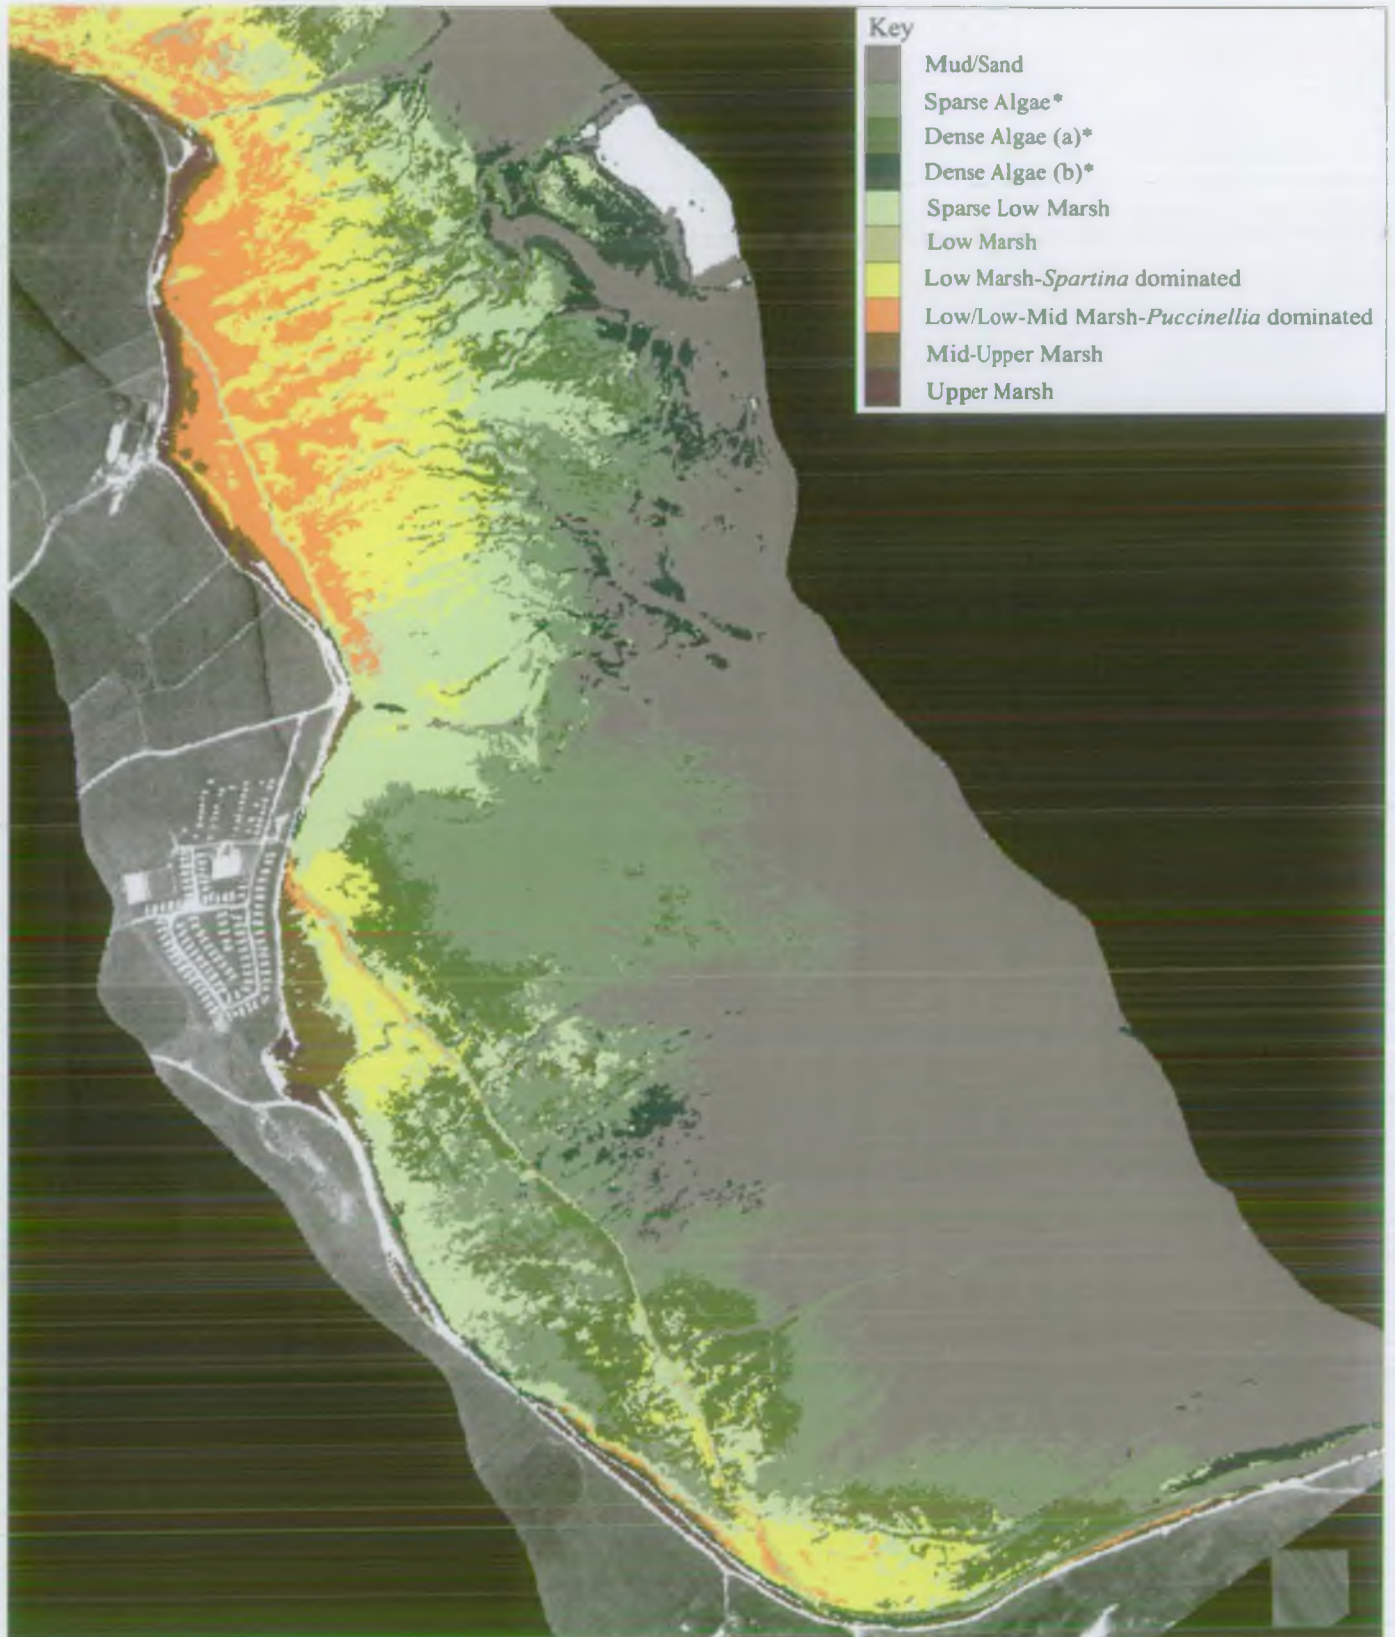 Key
Mud/Sand
Sparse Algae*
Dense Algae (a)*
Dense Algae (b)*
Sparse Low Marsh
Low Marsh
Low Marsh-Spartina dominated
Low/Low-Mid Marsh-Puccinellia dominated
Mid-Upper Marsh
Upper Marsh